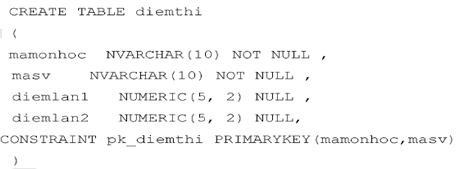 CREATE TABLE diemthi
(
mamonhoc NVARCHAR(10) NOT NULL ,
masv NVARCHAR(10) NOT NULL ,
diemlan1 NUMERIC(5, 2) NULL ,
diemlan2 NUMERIC(5, 2) NULL,
CONSTRAINT pk_diemthi PRIMARYKEY(mamonhoc,masv)
)